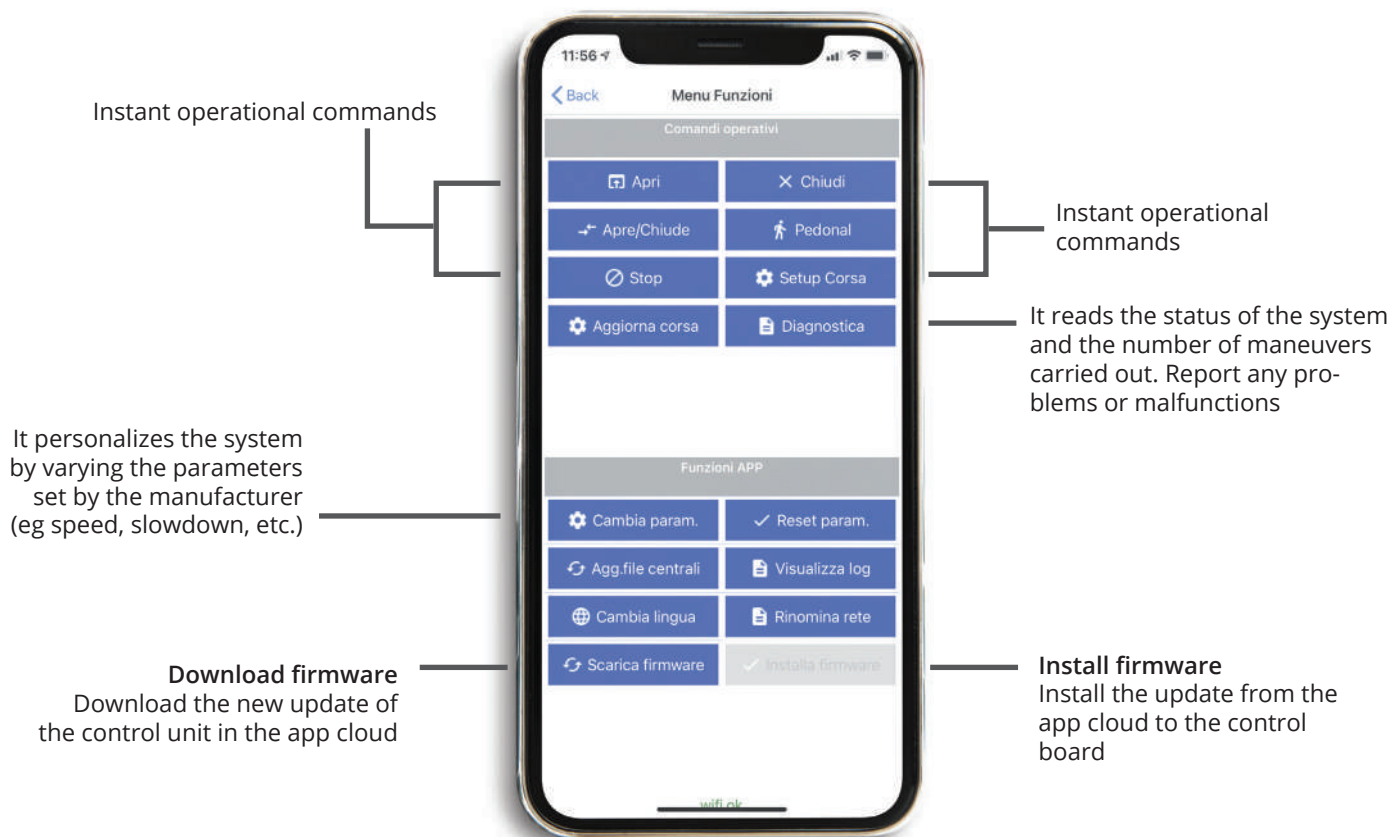 11:56
Back
Menu Funzioni
Comandi operativi
Instant operational commands
Apri
Chiudi
Apre/Chiude
Pedonal
Stop
Setup Corsa
Aggiorna corsa
Diagnostica
Instant operational
commands
It reads the status of the system
and the number of maneuvers
carried out. Report any pro-
blems or malfunctions
It personalizes the system
by varying the parameters
set by the manufacturer
(eg speed, slowdown, etc.)
Funzioni APP
Cambia param.
Reset param.
Agg.file centrali
Visualizza log
Cambia lingua
Rinomina rete
Scarica firmware
Installa firmware
Download firmware
Download the new update of
the control unit in the app cloud
Install firmware
Install the update from the
app cloud to the control
board
wifi ok